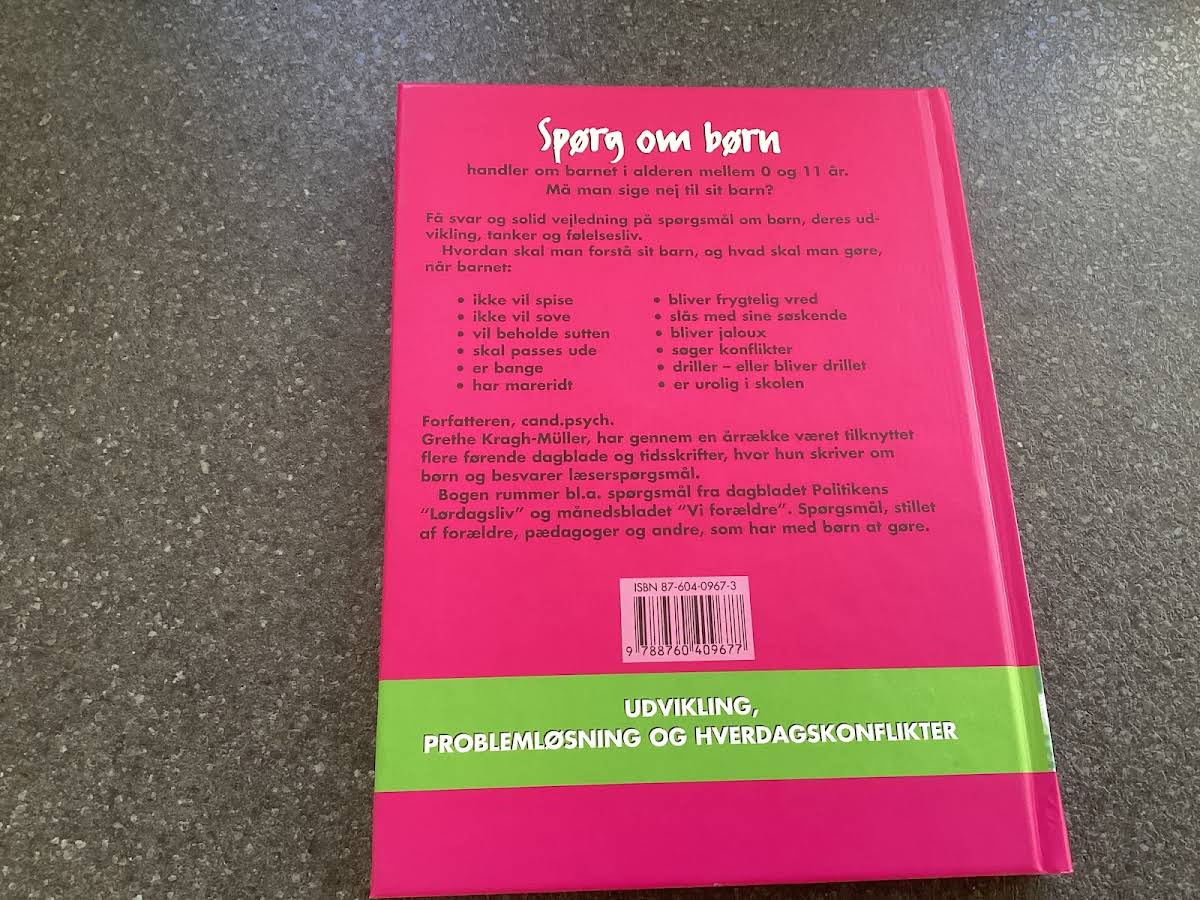 Spørg om børn
handler om barnet i alderen mellem 0 og 11 år.
Må man sige nej til sit barn?
Få svar og solid vejledning på spørgsmål om børn, deres ud-
vikling, tanker og følelsesliv.
Hvordan skal man forstå sit barn, og hvad skal man gøre,
når barnet:
• ikke vil spise
• ikke vil sove
• vil beholde sutten
• skal passes ude
• er bange
• har mareridt
• bliver frygtelig vred
• slås med sine søskende
• bliver jaloux
• søger konflikter
• driller – eller bliver drillet
• er urolig i skolen
Forfatteren, cand.psych.
Grethe Kragh-Müller, har gennem en årrække været tilknyttet
flere førende dagblade og tidsskrifter, hvor hun skriver om
børn og besvarer læserspørgsmål.
Bogen rummer bl.a. spørgsmål fra dagbladet Politikens
“Lørdagsliv” og månedsbladet “Vi forældre”. Spørgsmål, stillet
af forældre, pædagoger og andre, som har med børn at gøre.
ISBN 87-604-0967-3
9 788760 409677
UDVIKLING,
PROBLEMLØSNING OG HVERDAGSKONFLIKTER